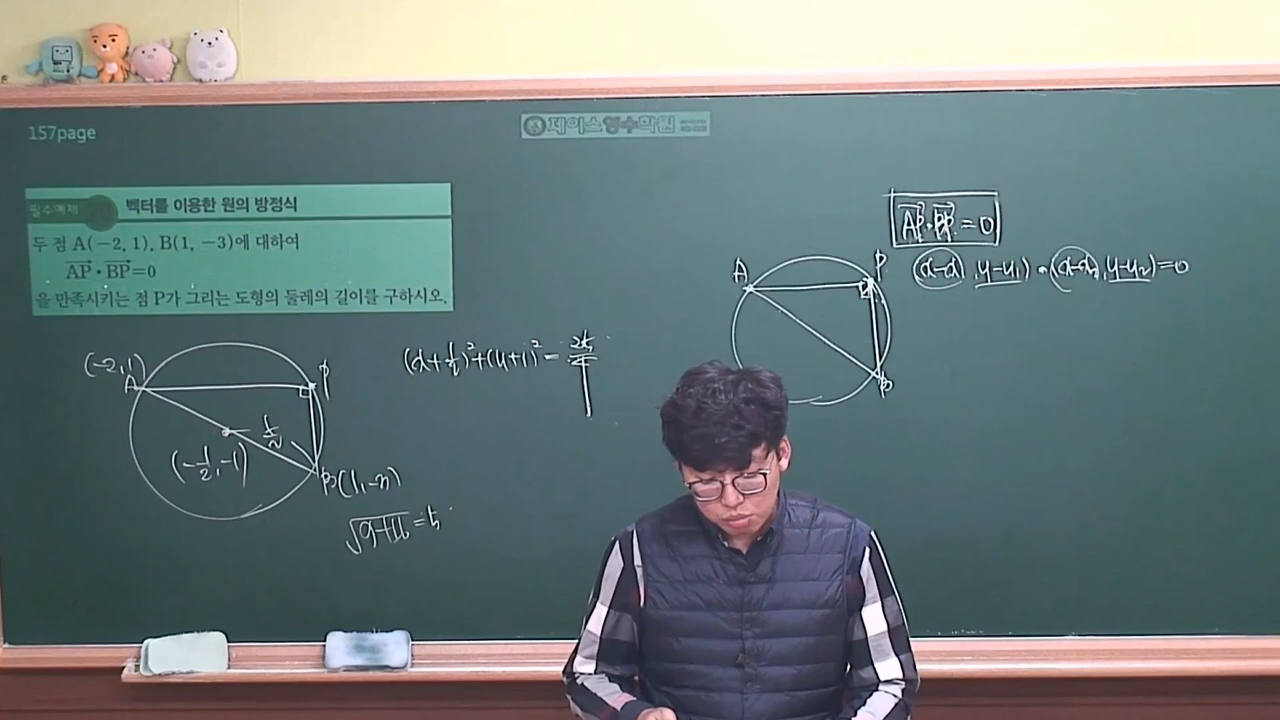 157page
제이스영수학원
필수예제
벡터를 이용한 원의 방정식
두 점 A(−2, 1), B(1, −3)에 대하여
AP · BP=0
을 만족시키는 점 P가 그리는 도형의 둘레의 길이를 구하시오.
(-2,1)
A
P
(-1/2,-1)
5/2
B(1,-3)
√9+16=5
(x+1/2)²+(y+1)²=25/4
AP·BP=0
A
P
(x-x₁,y-y₁)·(x-x₂,y-y₂)=0
B